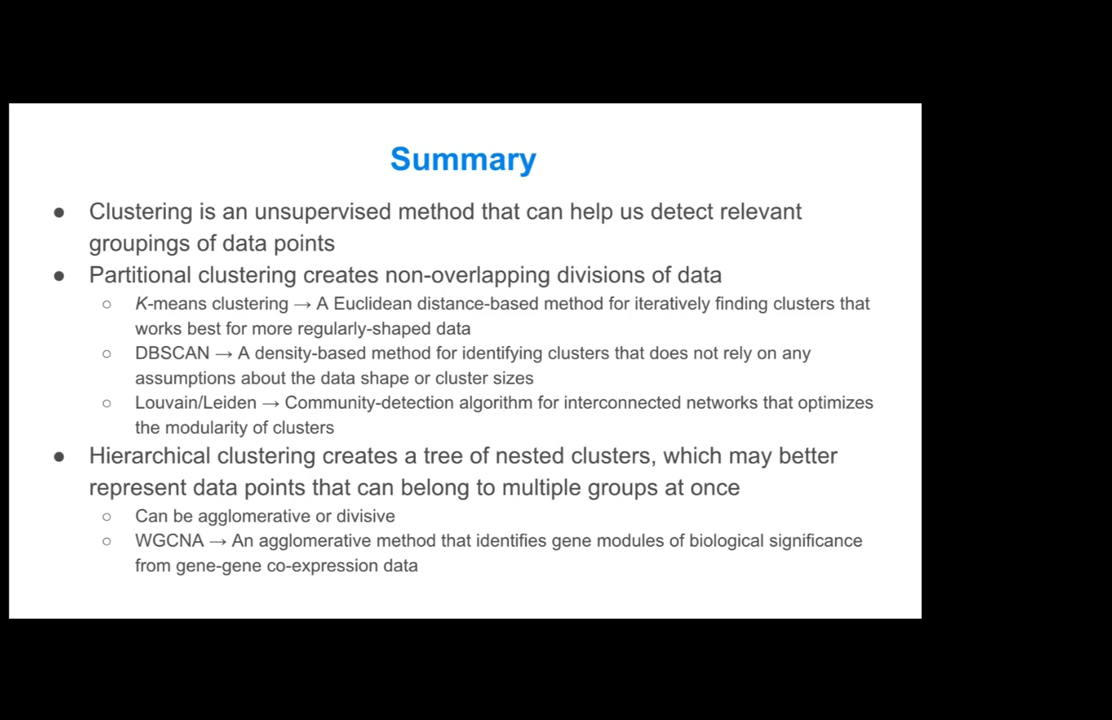 Summary
● Clustering is an unsupervised method that can help us detect relevant
groupings of data points
● Partitional clustering creates non-overlapping divisions of data
○ K-means clustering → A Euclidean distance-based method for iteratively finding clusters that
works best for more regularly-shaped data
○ DBSCAN → A density-based method for identifying clusters that does not rely on any
assumptions about the data shape or cluster sizes
○ Louvain/Leiden → Community-detection algorithm for interconnected networks that optimizes
the modularity of clusters
● Hierarchical clustering creates a tree of nested clusters, which may better
represent data points that can belong to multiple groups at once
○ Can be agglomerative or divisive
○ WGCNA → An agglomerative method that identifies gene modules of biological significance
from gene-gene co-expression data